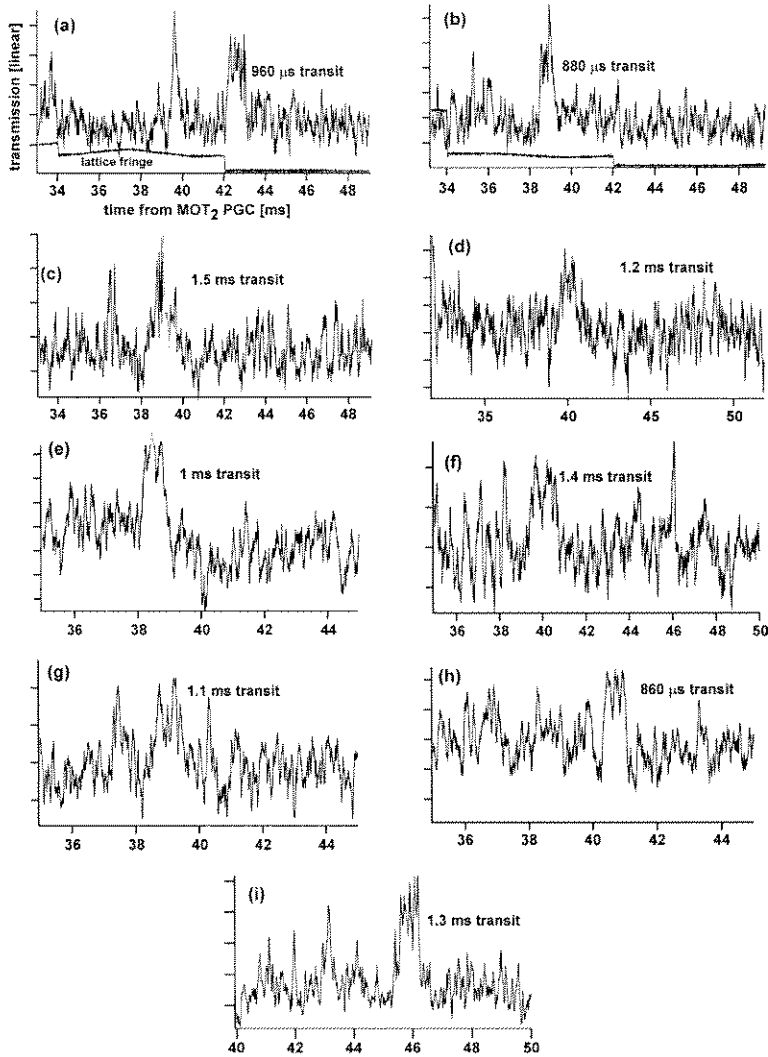 (a)
960 µs transit
transmission [linear]
lattice fringe
34 36 38 40 42 44 46 48
time from MOT2 PGC [ms]
(b)
880 µs transit
34 36 38 40 42 44 46 48
(c)
1.5 ms transit
34 36 38 40 42 44 46 48
(d)
1.2 ms transit
35 40 45 50
(e)
1 ms transit
36 38 40 42 44
(f)
1.4 ms transit
36 38 40 42 44 46 48 50
(g)
1.1 ms transit
36 38 40 42 44
(h)
860 µs transit
36 38 40 42 44
(i)
1.3 ms transit
40 42 44 46 48 50